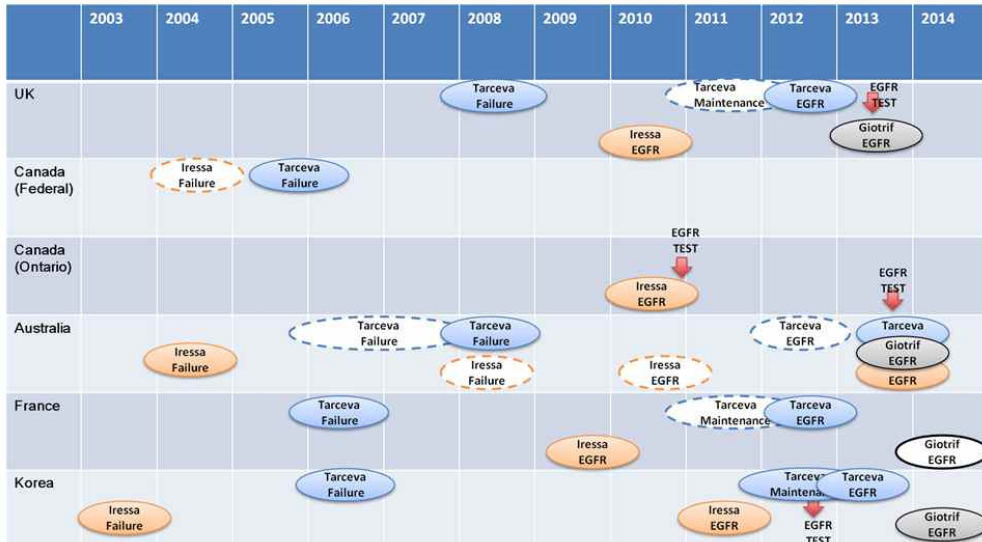 2003 2004 2005 2006 2007 2008 2009 2010 2011 2012 2013 2014
UK
Tarceva
Failure
Tarceva
Maintenance
Tarceva
EGFR
EGFR
TEST
Iressa
EGFR
Giotrif
EGFR
Canada
(Federal)
Iressa
Failure
Tarceva
Failure
Canada
(Ontario)
EGFR
TEST
Iressa
EGFR
EGFR
TEST
Australia
Iressa
Failure
Tarceva
Failure
Tarceva
Failure
Iressa
Failure
Iressa
EGFR
Tarceva
EGFR
Tarceva
Giotrif
EGFR
EGFR
France
Tarceva
Failure
Iressa
EGFR
Tarceva
Maintenance
Tarceva
EGFR
Giotrif
EGFR
Korea
Iressa
Failure
Tarceva
Failure
Iressa
EGFR
Tarceva
Maintenance
Tarceva
EGFR
EGFR
TEST
Giotrif
EGFR